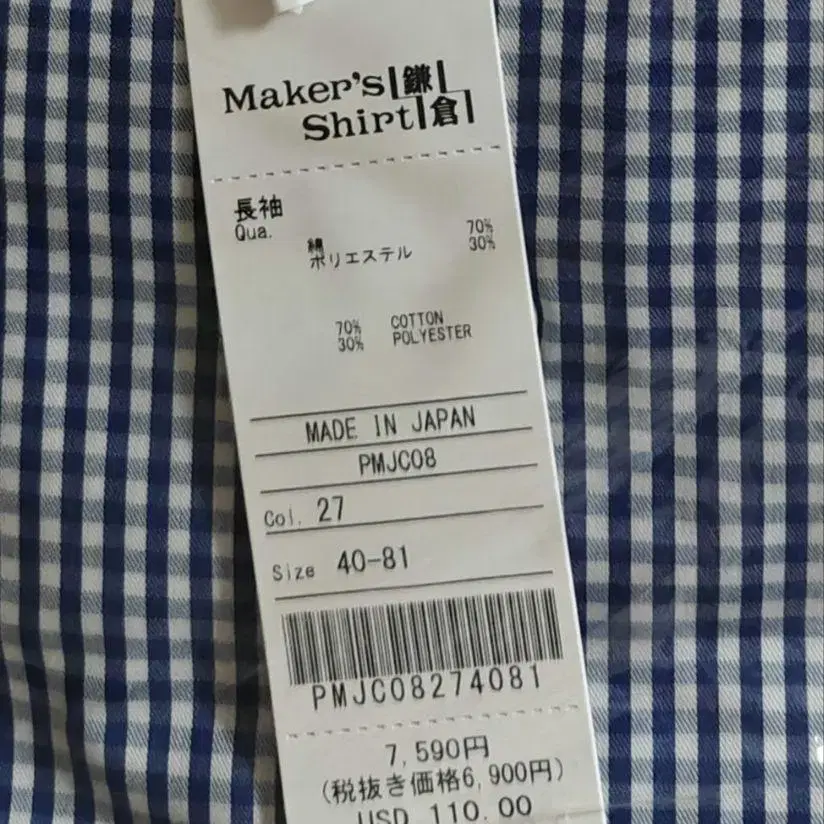 Maker's 鎌
Shirt 倉
長袖
Qua.
綿 70%
ポリエステル 30%
70% COTTON
30% POLYESTER
MADE IN JAPAN
PMJC08
Col. 27
Size 40-81
PMJC08274081
7,590円
(税抜き価格6,900円)
USD 110.00